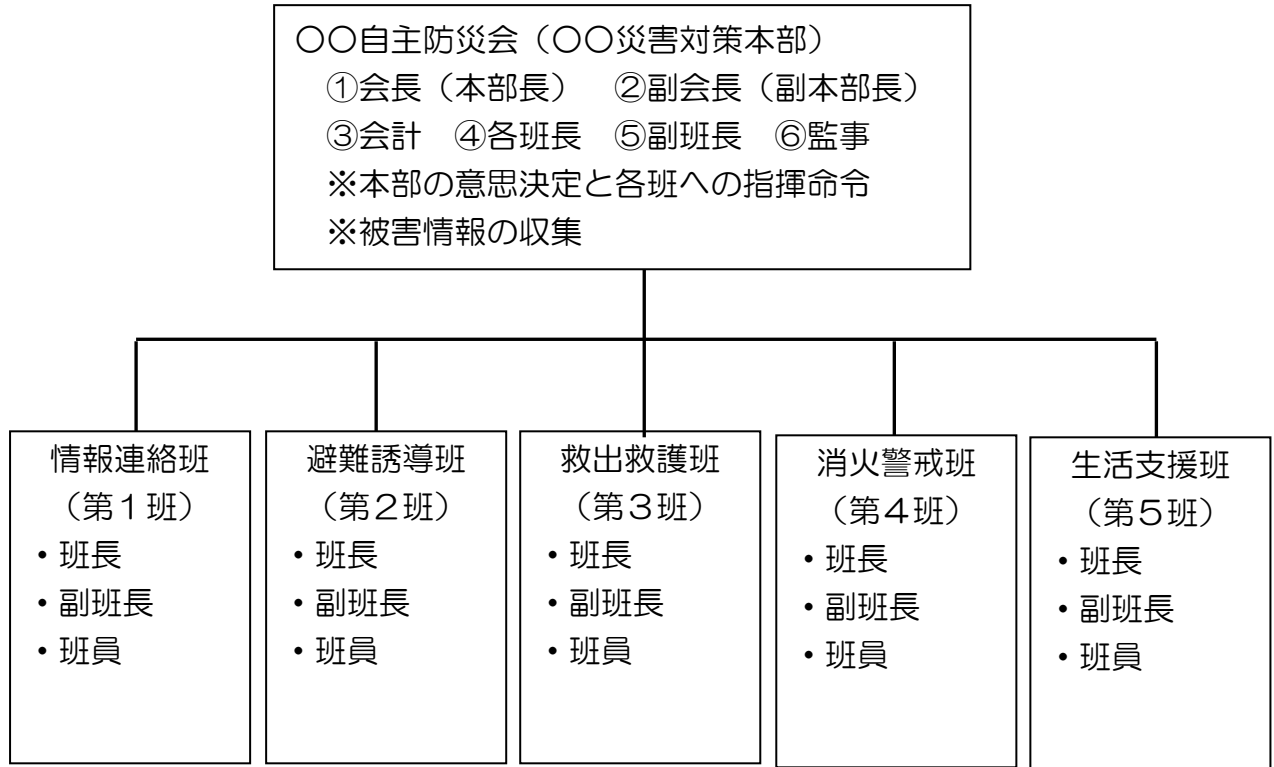 〇〇自主防災会（〇〇災害対策本部）
①会長（本部長）　②副会長（副本部長）
③会計　④各班長　⑤副班長　⑥監事
※本部の意思決定と各班への指揮命令
※被害情報の収集
情報連絡班
（第１班）
・班長
・副班長
・班員
避難誘導班
（第２班）
・班長
・副班長
・班員
救出救護班
（第３班）
・班長
・副班長
・班員
消火警戒班
（第４班）
・班長
・副班長
・班員
生活支援班
（第５班）
・班長
・副班長
・班員